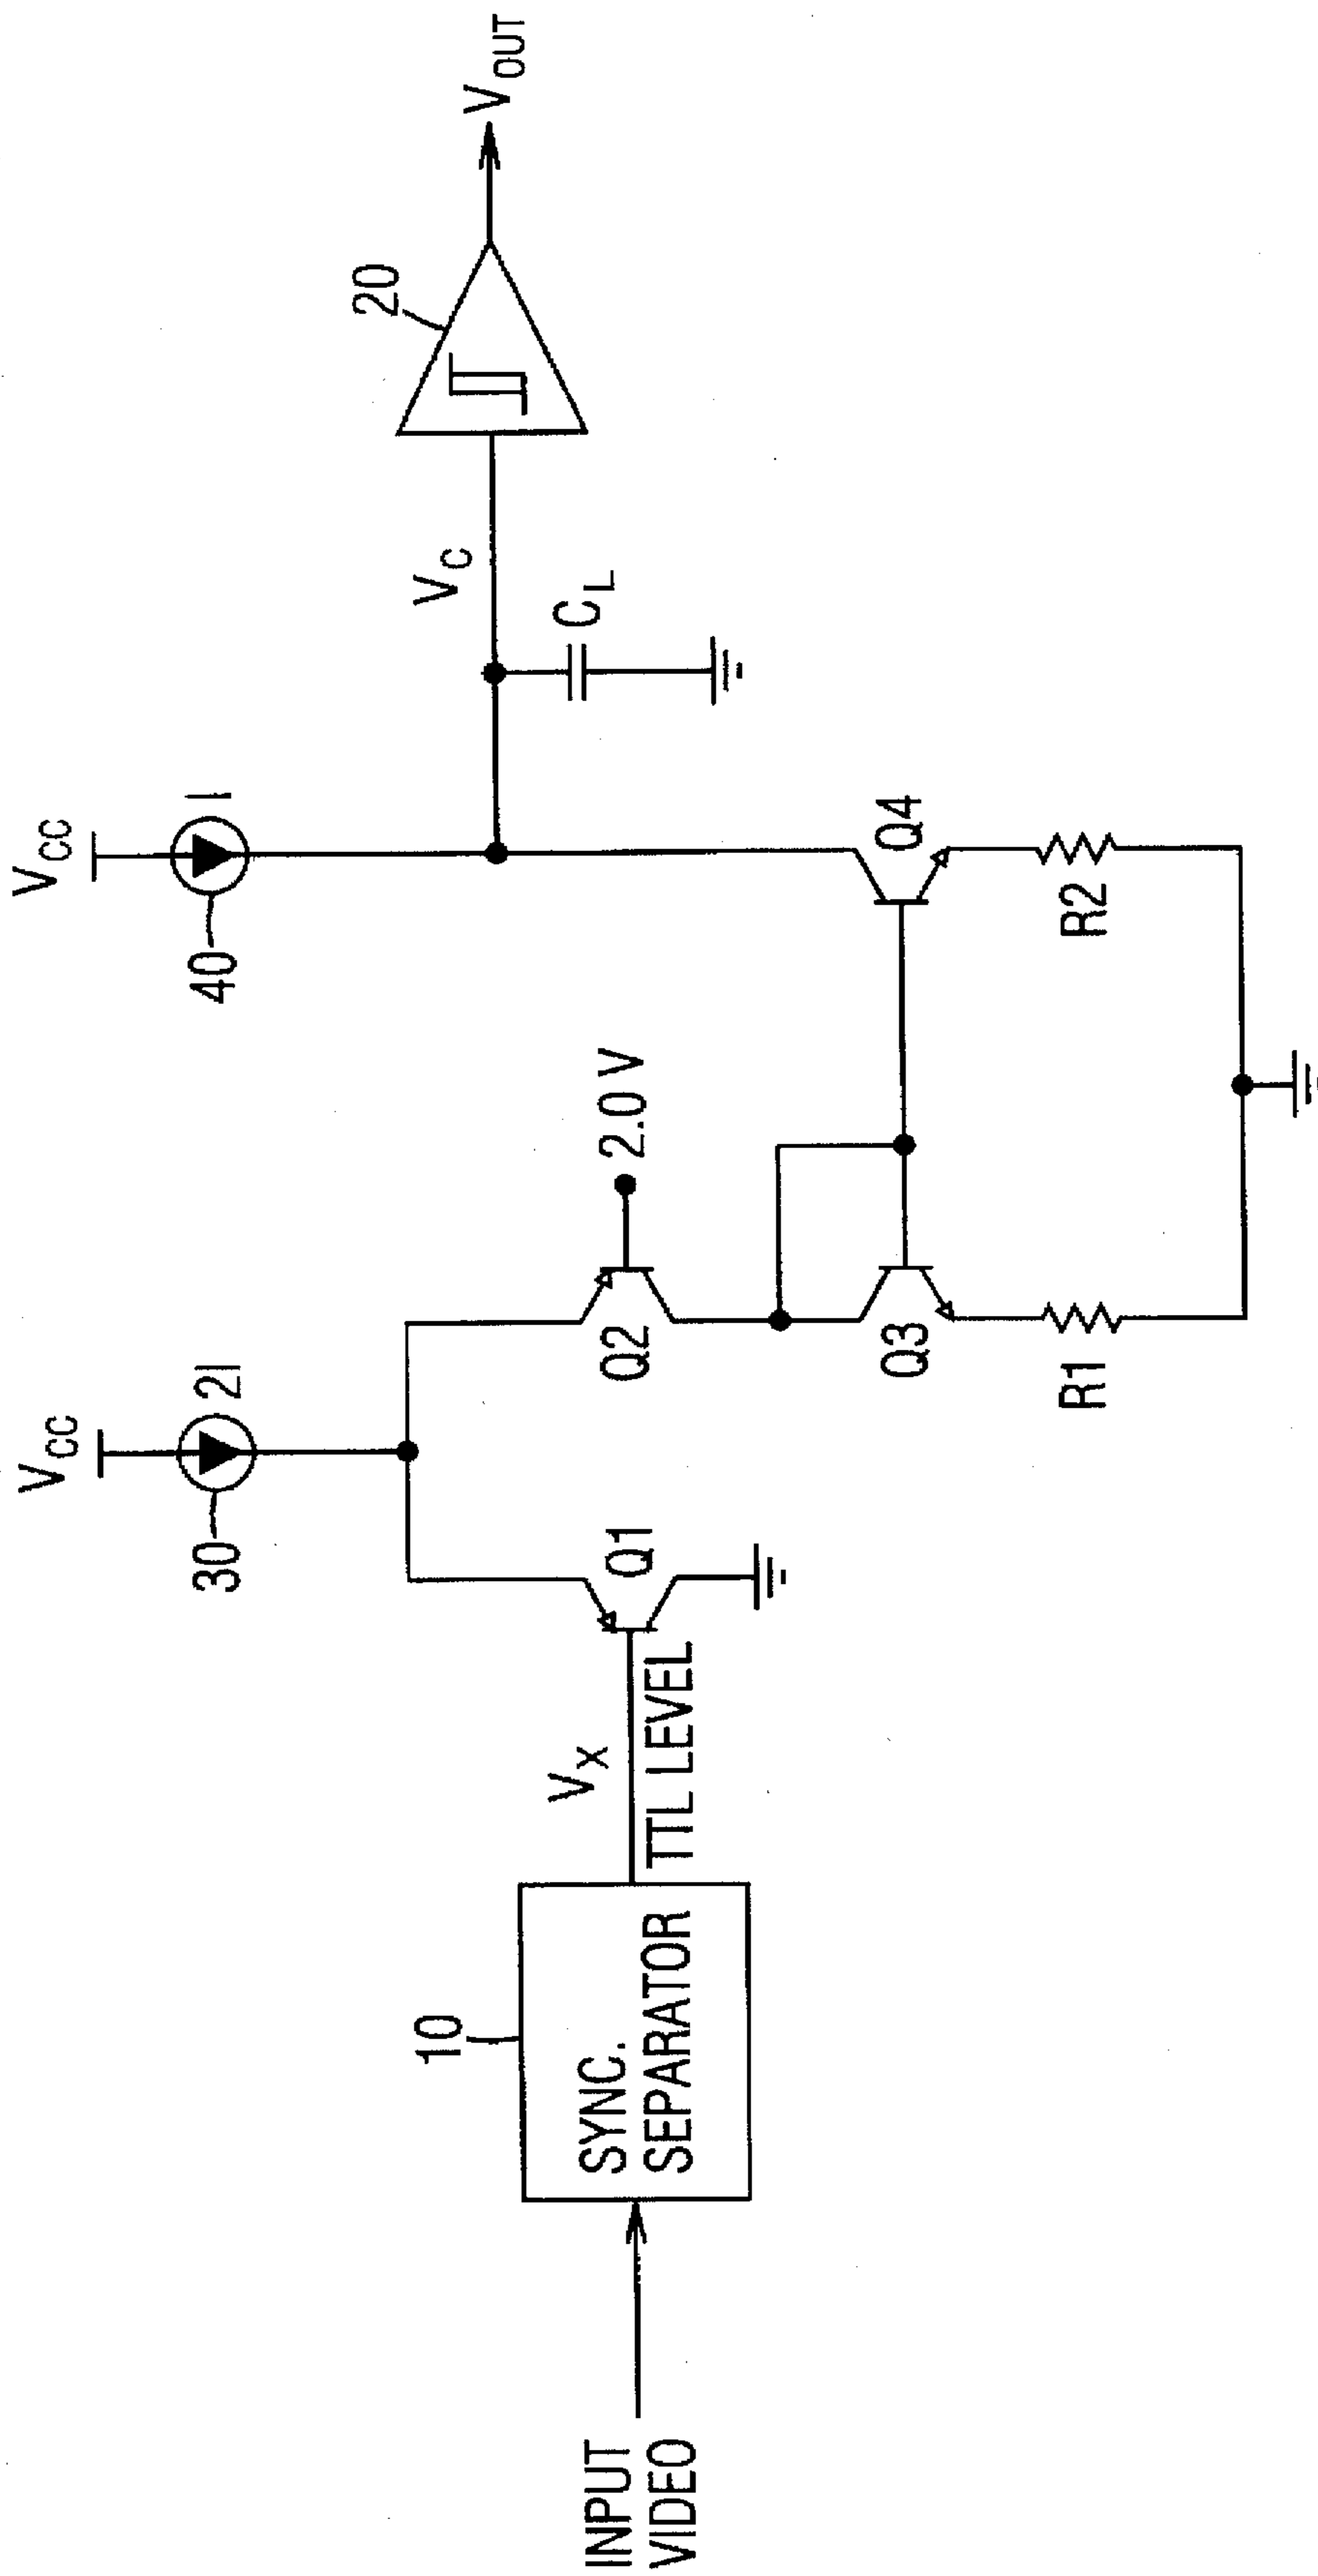 INPUT
VIDEO
10
SYNC.
SEPARATOR
VX
TTL LEVEL
Q1
VCC
30
2I
Q2
2.0 V
Q3
R1
VCC
40
I
Q4
R2
VC
CL
20
VOUT